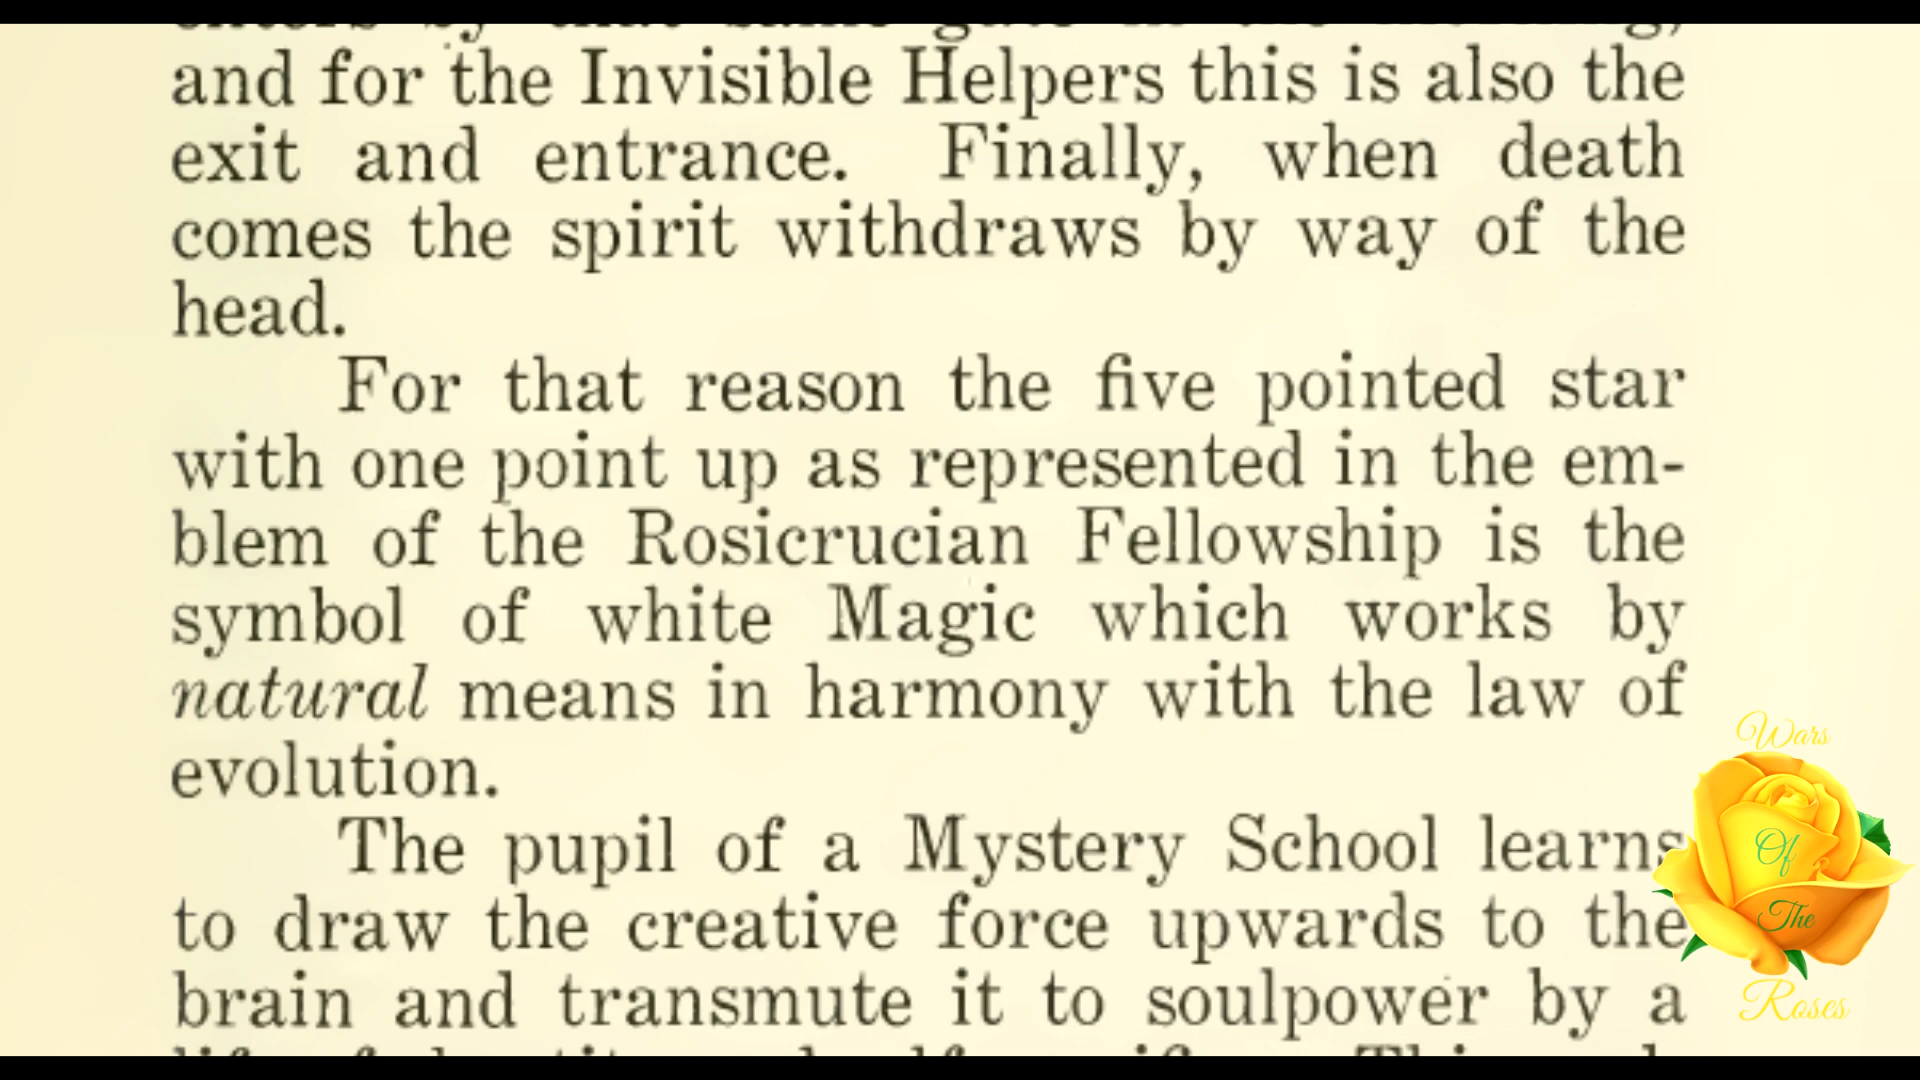 and for the Invisible Helpers this is also the
exit and entrance. Finally, when death
comes the spirit withdraws by way of the
head.
For that reason the five pointed star
with one point up as represented in the em-
blem of the Rosicrucian Fellowship is the
symbol of white Magic which works by
natural means in harmony with the law of
evolution.
The pupil of a Mystery School learns
to draw the creative force upwards to the
brain and transmute it to soulpower by a
Wars
Of
The
Roses